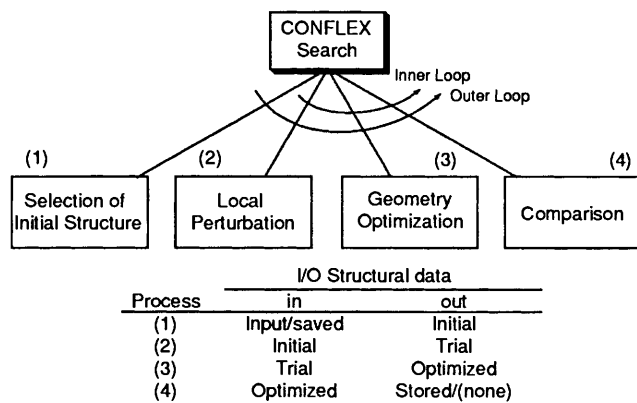 CONFLEX
Search
Inner Loop
Outer Loop
(1)
(2)
(3)
(4)
Selection of
Initial Structure
Local
Perturbation
Geometry
Optimization
Comparison
I/O Structural data
Process in out
(1) Input/saved Initial
(2) Initial Trial
(3) Trial Optimized
(4) Optimized Stored/(none)